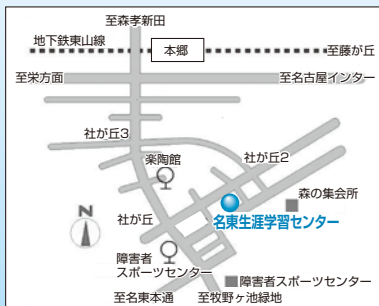 至森孝新田
地下鉄東山線
本郷
至藤が丘
至栄方面
至名古屋インター
社が丘3
社が丘2
楽陶館
森の集会所
社が丘
名東生涯学習センター
N
障害者
スポーツセンター
障害者スポーツセンター
至名東本通
至牧野ヶ池緑地